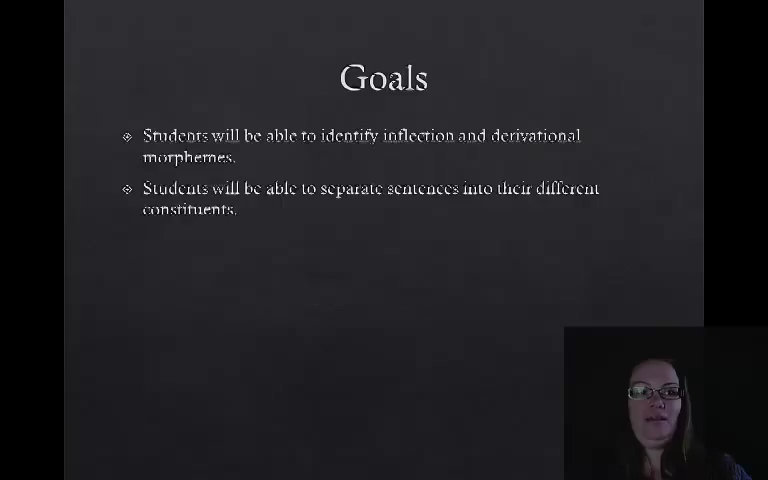 Goals
Students will be able to identify inflection and derivational
morphemes.
Students will be able to separate sentences into their different
constituents.